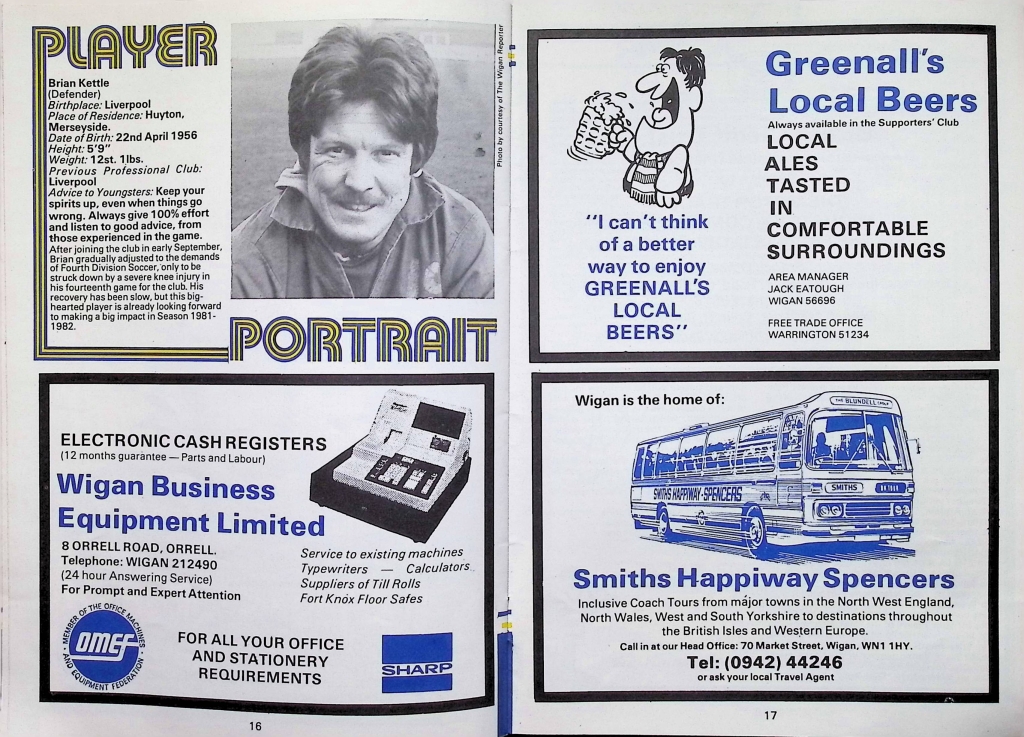 PLAYER
Brian Kettle
(Defender)
Birthplace: Liverpool
Place of Residence: Huyton,
Merseyside.
Date of Birth: 22nd April 1956
Height: 5'9"
Weight: 12st. 1lbs.
Previous Professional Club:
Liverpool
Advice to Youngsters: Keep your
spirits up, even when things go
wrong. Always give 100% effort
and listen to good advice, from
those experienced in the game.
After joining the club in early September,
Brian gradually adjusted to the demands
of Fourth Division Soccer, only to be
struck down by a severe knee injury in
his fourteenth game for the club. His
recovery has been slow, but this big-
hearted player is already looking forward
to making a big impact in Season 1981-
1982.
Photo by courtesy of The Wigan Reporter
PORTRAIT
ELECTRONIC CASH REGISTERS
(12 months guarantee — Parts and Labour)
Wigan Business
Equipment Limited
8 ORRELL ROAD, ORRELL.
Telephone: WIGAN 212490
(24 hour Answering Service)
For Prompt and Expert Attention
Service to existing machines
Typewriters — Calculators
Suppliers of Till Rolls
Fort Knox Floor Safes
MEMBER OF THE OFFICE MACHINES
AND EQUIPMENT FEDERATION
OMEF
FOR ALL YOUR OFFICE
AND STATIONERY
REQUIREMENTS
SHARP
16
Greenall's
Local Beers
Always available in the Supporters' Club
LOCAL
ALES
TASTED
IN
COMFORTABLE
SURROUNDINGS
"I can't think
of a better
way to enjoy
GREENALL'S
LOCAL
BEERS"
AREA MANAGER
JACK EATOUGH
WIGAN 56696
FREE TRADE OFFICE
WARRINGTON 51234
Wigan is the home of:
THE BLUNDELL
SMITHS HAPPIWAY-SPENCERS
SMITHS
Smiths Happiway Spencers
Inclusive Coach Tours from major towns in the North West England,
North Wales, West and South Yorkshire to destinations throughout
the British Isles and Western Europe.
Call in at our Head Office: 70 Market Street, Wigan, WN1 1HY.
Tel: (0942) 44246
or ask your local Travel Agent
17